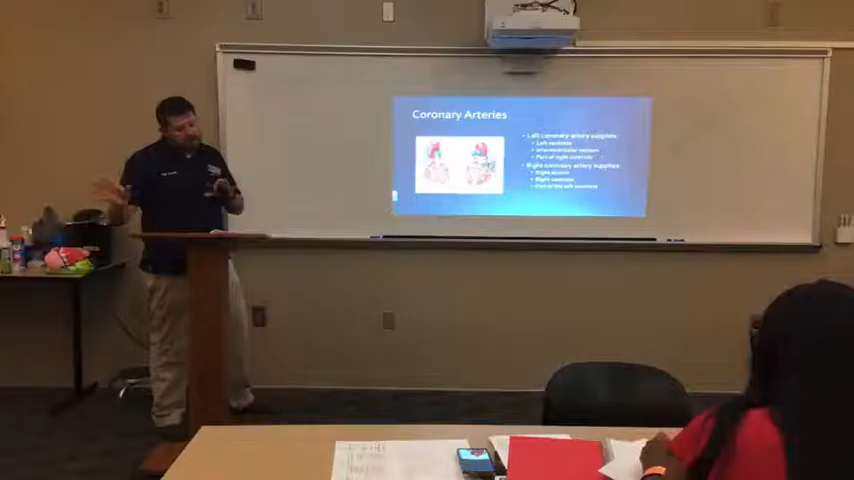 Coronary Arteries
Left coronary artery supplies:
Left ventricle
Interventricular septum
Part of right ventricle
Right coronary artery supplies:
Right atrium
Right ventricle
Part of the left ventricle